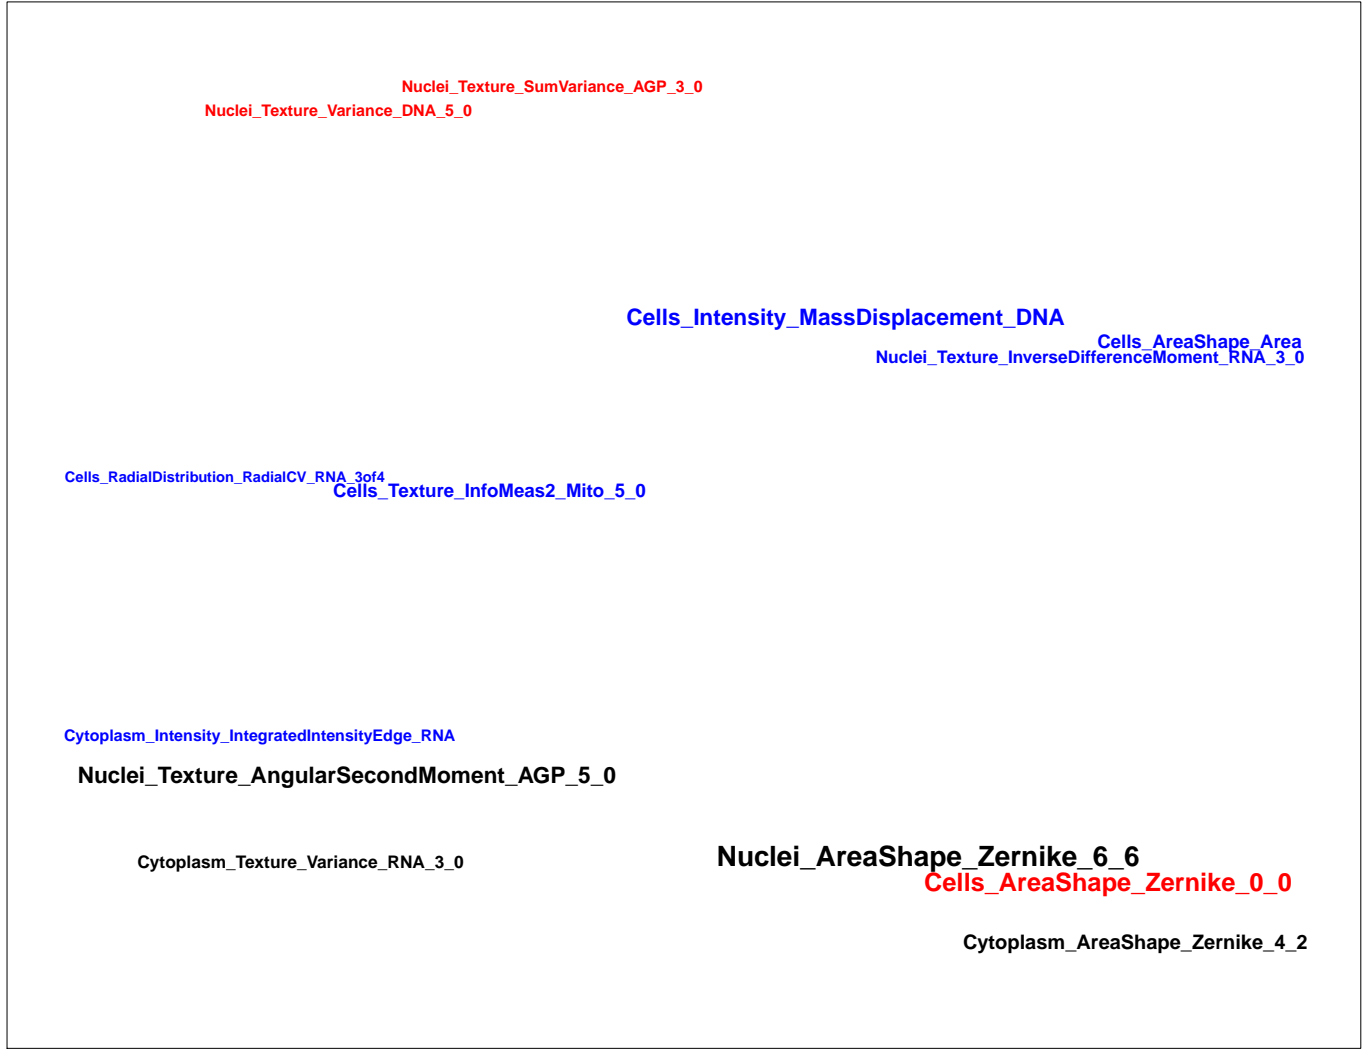 Nuclei_Texture_SumVariance_AGP_3_0
Nuclei_Texture_Variance_DNA_5_0
Cells_Intensity_MassDisplacement_DNA
Cells_AreaShape_Area
Nuclei_Texture_InverseDifferenceMoment_RNA_3_0
Cells_RadialDistribution_RadialCV_RNA_3of4
Cells_Texture_InfoMeas2_Mito_5_0
Cytoplasm_Intensity_IntegratedIntensityEdge_RNA
Nuclei_Texture_AngularSecondMoment_AGP_5_0
Nuclei_AreaShape_Zernike_6_6
Cytoplasm_Texture_Variance_RNA_3_0
Cells_AreaShape_Zernike_0_0
Cytoplasm_AreaShape_Zernike_4_2